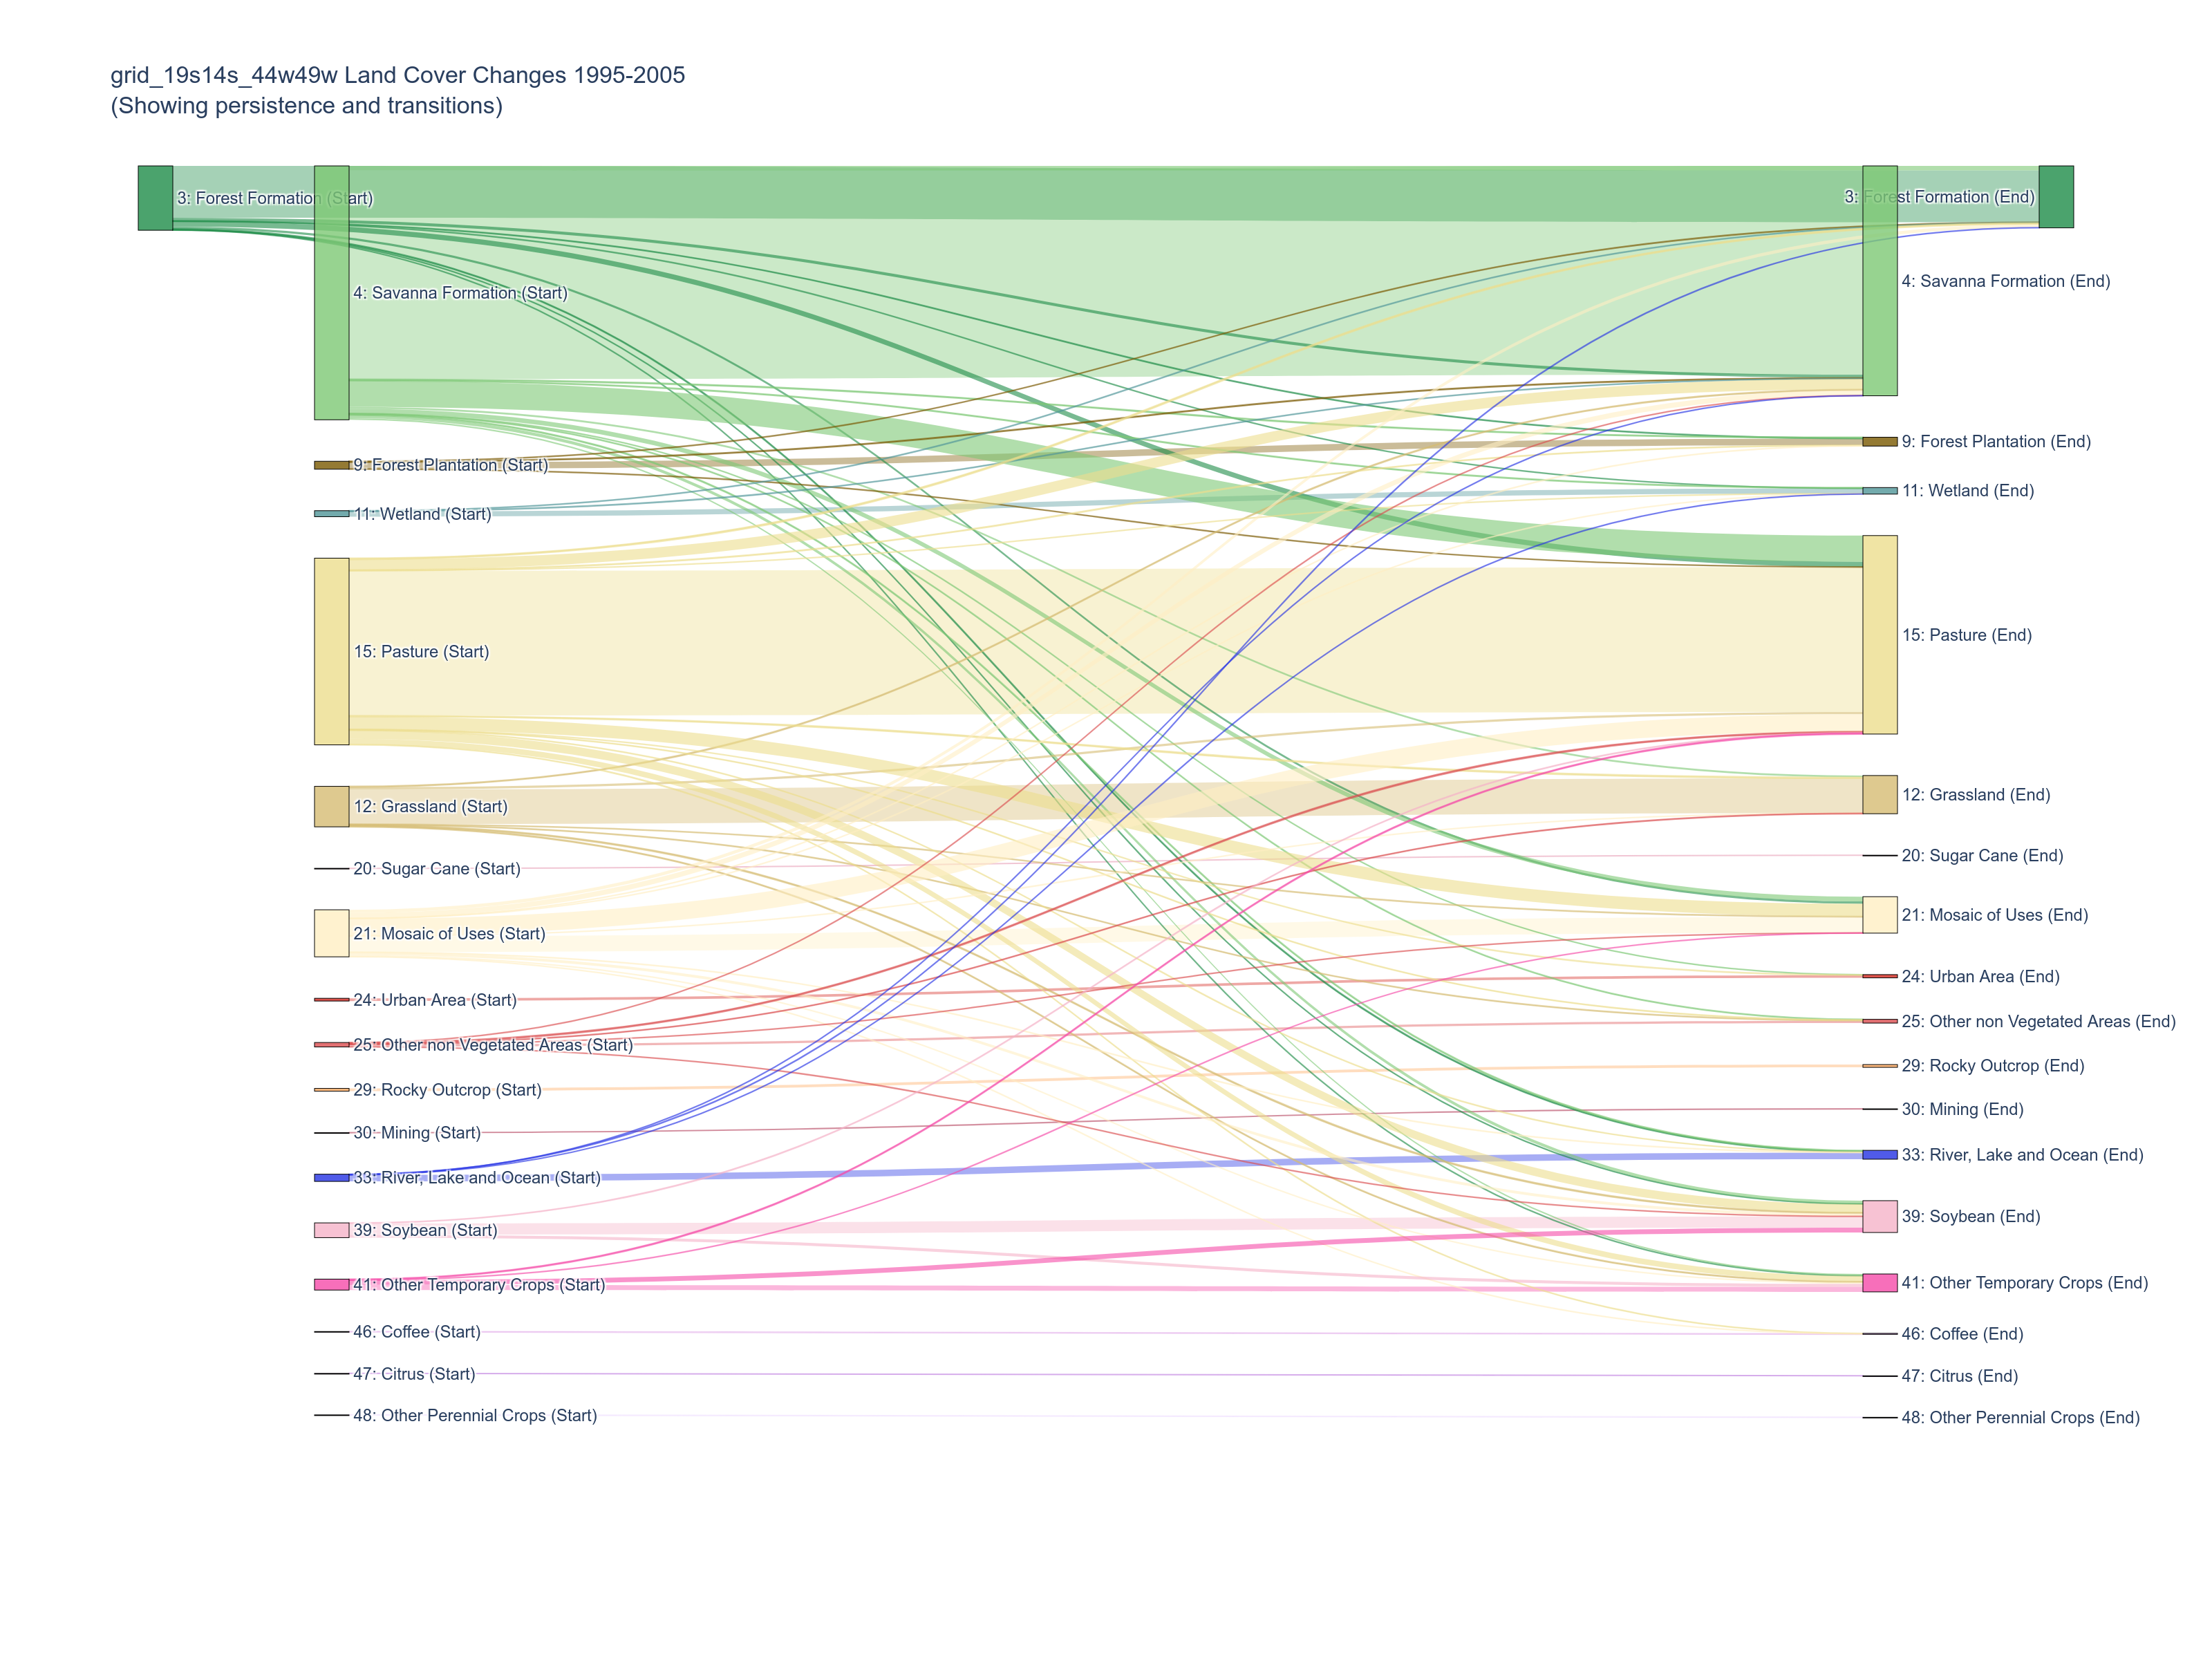 grid_19s14s_44w49w Land Cover Changes 1995-2005
(Showing persistence and transitions)
3: Forest Formation (Start)
4: Savanna Formation (Start)
9: Forest Plantation (Start)
11: Wetland (Start)
15: Pasture (Start)
12: Grassland (Start)
20: Sugar Cane (Start)
21: Mosaic of Uses (Start)
24: Urban Area (Start)
25: Other non Vegetated Areas (Start)
29: Rocky Outcrop (Start)
30: Mining (Start)
33: River, Lake and Ocean (Start)
39: Soybean (Start)
41: Other Temporary Crops (Start)
46: Coffee (Start)
47: Citrus (Start)
48: Other Perennial Crops (Start)
3: Forest Formation (End)
4: Savanna Formation (End)
9: Forest Plantation (End)
11: Wetland (End)
15: Pasture (End)
12: Grassland (End)
20: Sugar Cane (End)
21: Mosaic of Uses (End)
24: Urban Area (End)
25: Other non Vegetated Areas (End)
29: Rocky Outcrop (End)
30: Mining (End)
33: River, Lake and Ocean (End)
39: Soybean (End)
41: Other Temporary Crops (End)
46: Coffee (End)
47: Citrus (End)
48: Other Perennial Crops (End)